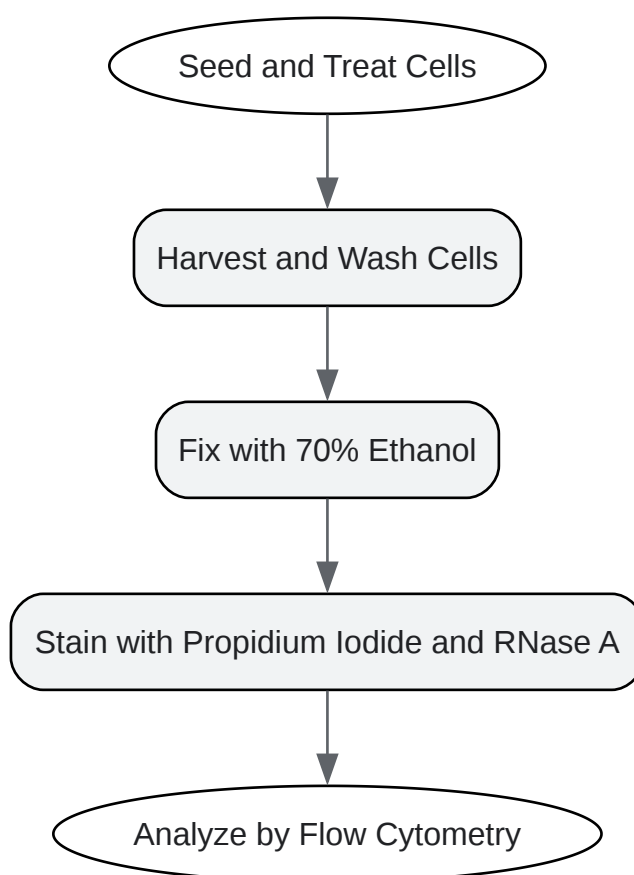 Seed and Treat Cells
Harvest and Wash Cells
Fix with 70% Ethanol
Stain with Propidium Iodide and RNase A
Analyze by Flow Cytometry